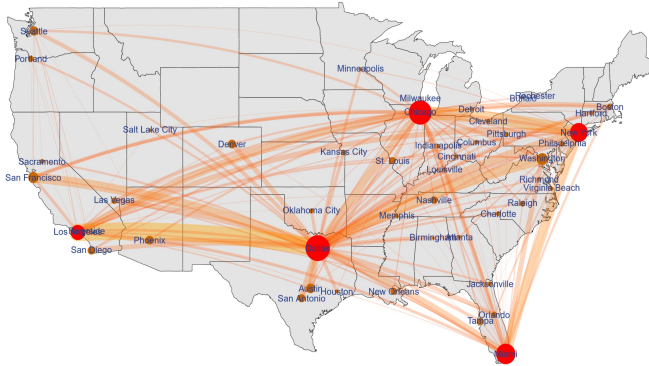 Seattle
Portland
Minneapolis
Milwaukee
Chicago
Detroit
Buffalo
Rochester
Boston
Hartford
Cleveland
New York
Pittsburgh
Philadelphia
Salt Lake City
Denver
Kansas City
Indianapolis
Columbus
Cincinnati
St. Louis
Louisville
Washington
Sacramento
San Francisco
Richmond
Virginia Beach
Las Vegas
Nashville
Raleigh
Oklahoma City
Memphis
Charlotte
Los Angeles
Phoenix
San Diego
Dallas
Birmingham
Atlanta
Austin
San Antonio
Houston
New Orleans
Jacksonville
Orlando
Tampa
Miami